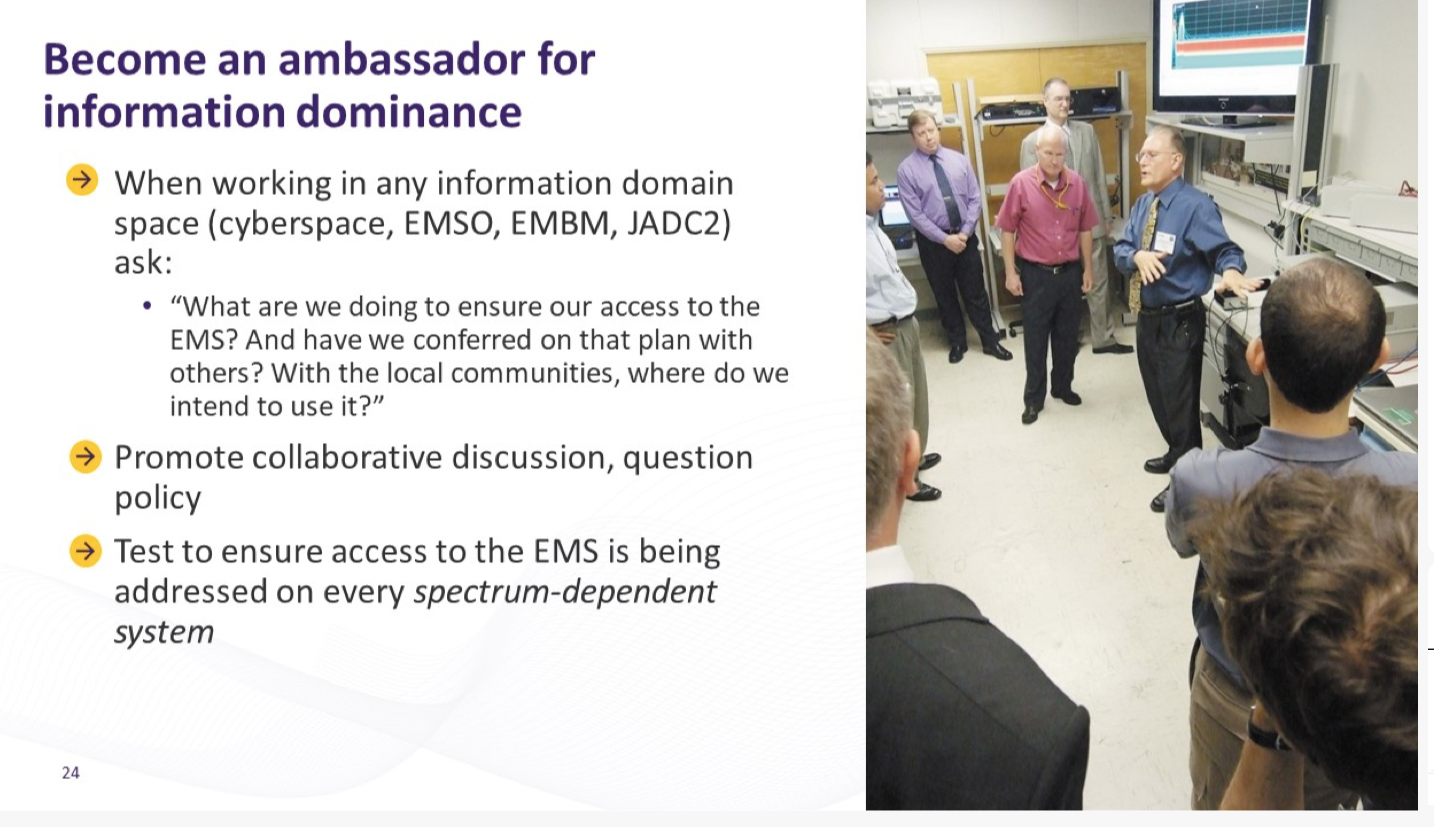 Become an ambassador for
information dominance
When working in any information domain
space (cyberspace, EMSO, EMBM, JADC2)
ask:
• “What are we doing to ensure our access to the
EMS? And have we conferred on that plan with
others? With the local communities, where do we
intend to use it?”
Promote collaborative discussion, question
policy
Test to ensure access to the EMS is being
addressed on every spectrum-dependent
system
24